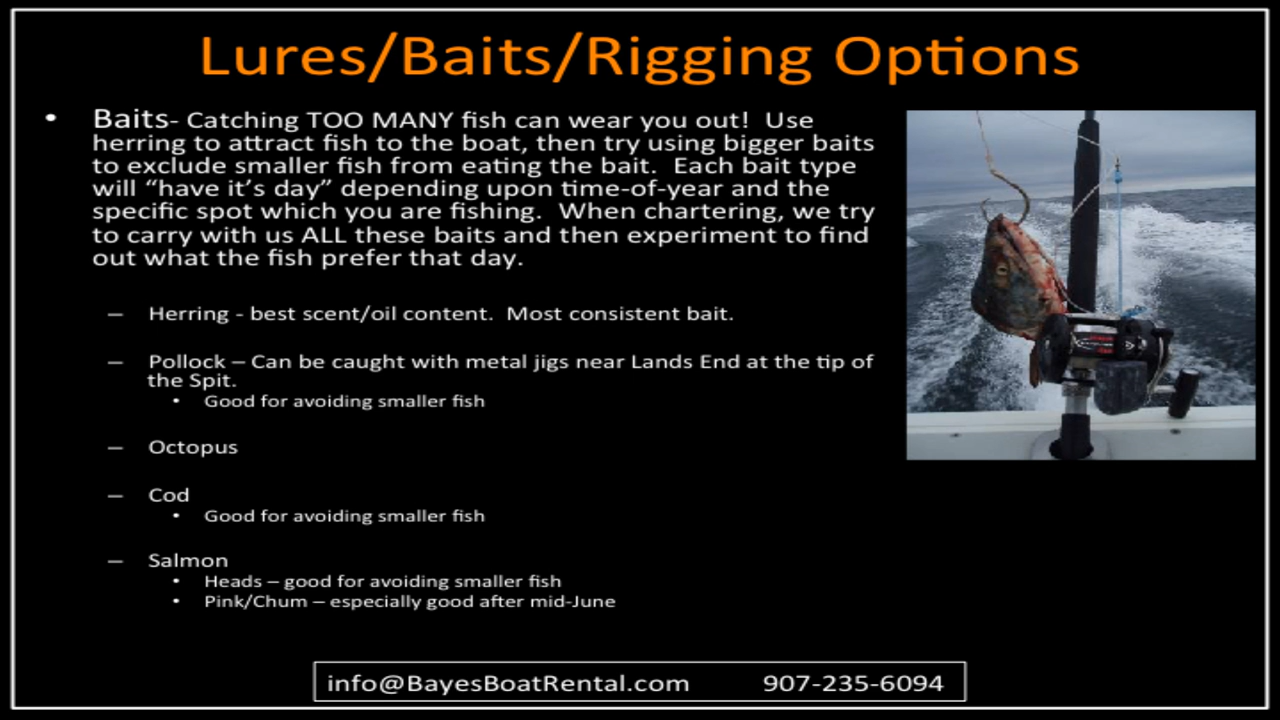 Lures/Baits/Rigging Options
• Baits- Catching TOO MANY fish can wear you out!  Use
herring to attract fish to the boat, then try using bigger baits
to exclude smaller fish from eating the bait.  Each bait type
will “have it’s day” depending upon time-of-year and the
specific spot which you are fishing.  When chartering, we try
to carry with us ALL these baits and then experiment to find
out what the fish prefer that day.
– Herring - best scent/oil content.  Most consistent bait.
– Pollock – Can be caught with metal jigs near Lands End at the tip of
the Spit.
• Good for avoiding smaller fish
– Octopus
– Cod
• Good for avoiding smaller fish
– Salmon
• Heads – good for avoiding smaller fish
• Pink/Chum – especially good after mid-June
info@BayesBoatRental.com 907-235-6094